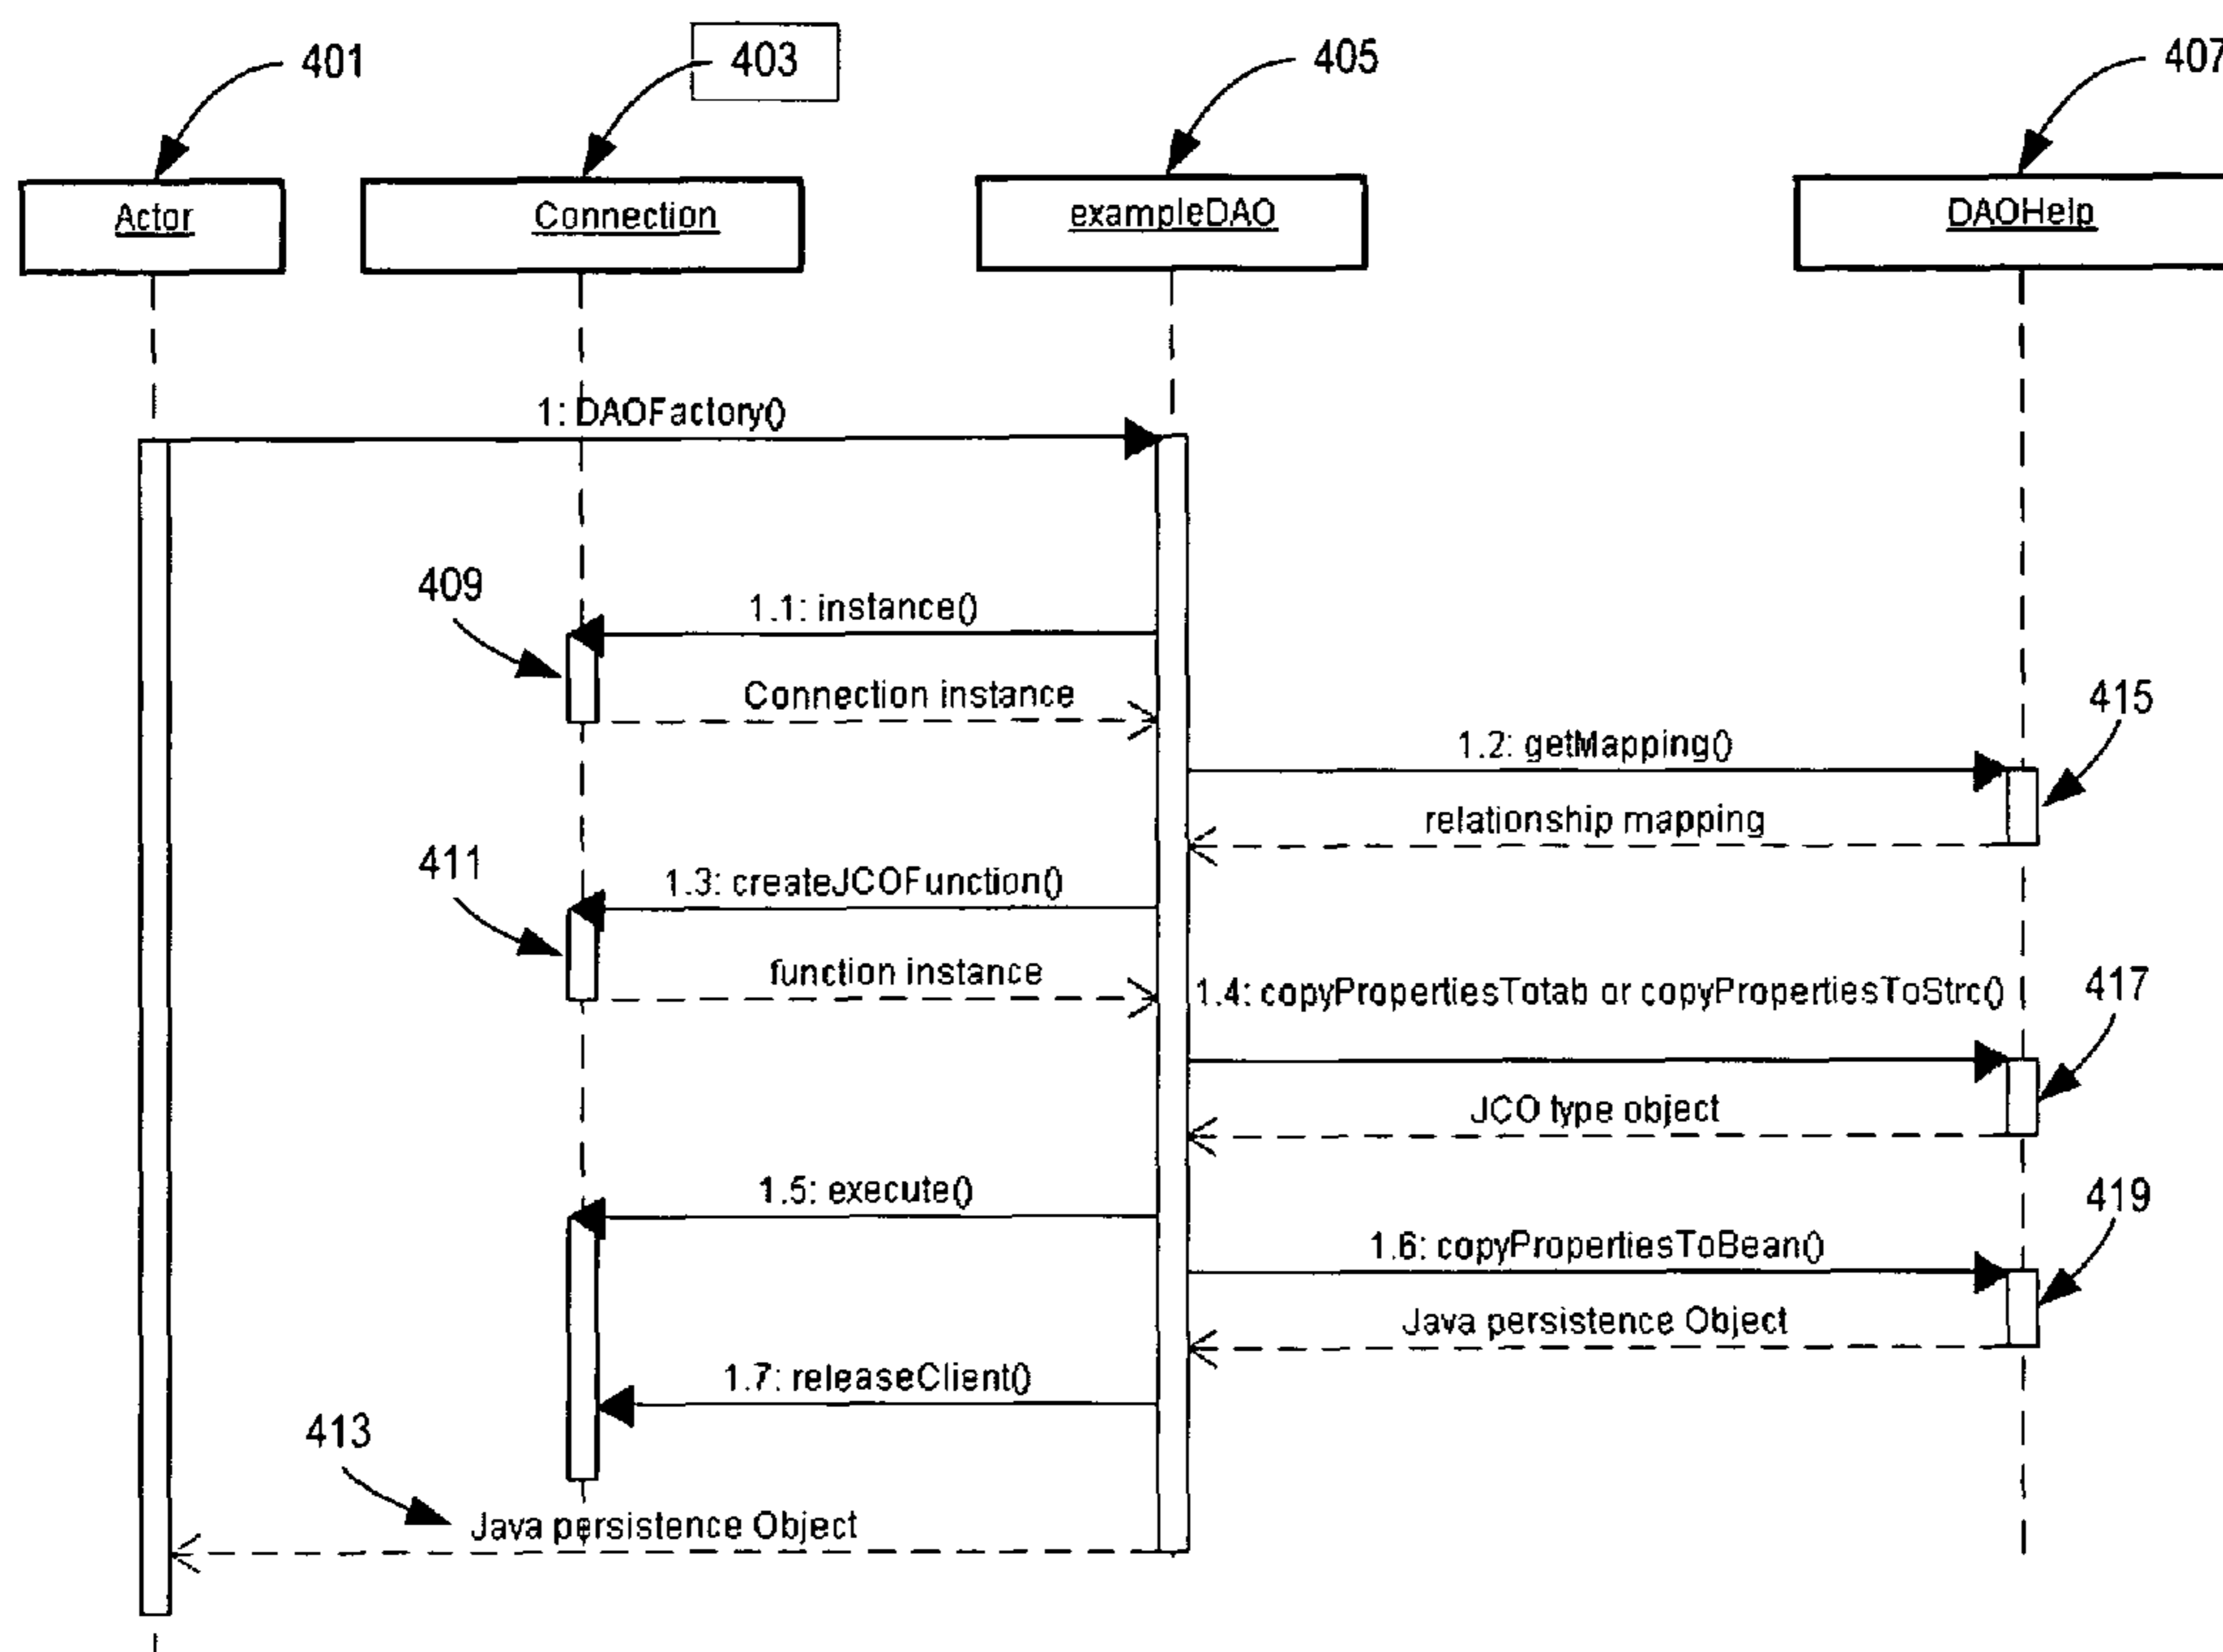 401
403
405
407
Actor
Connection
exampleDAO
DAOHelp
1: DAOFactory()
409
1.1: instance()
Connection instance
415
1.2: getMapping()
relationship mapping
411
1.3: createJCOFunction()
function instance
1.4: copyPropertiesTotab or copyPropertiesToStrc()
417
JCO type object
1.5: execute()
419
1.6: copyPropertiesToBean()
Java persistence Object
1.7: releaseClient()
413
Java persistence Object